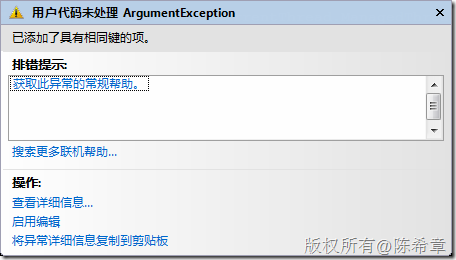 用户代码未处理 ArgumentException
已添加了具有相同键的项。
排错提示:
获取此异常的常规帮助。
搜索更多联机帮助...
操作:
查看详细信息...
启用编辑
将异常详细信息复制到剪贴板
版权所有@陈希章